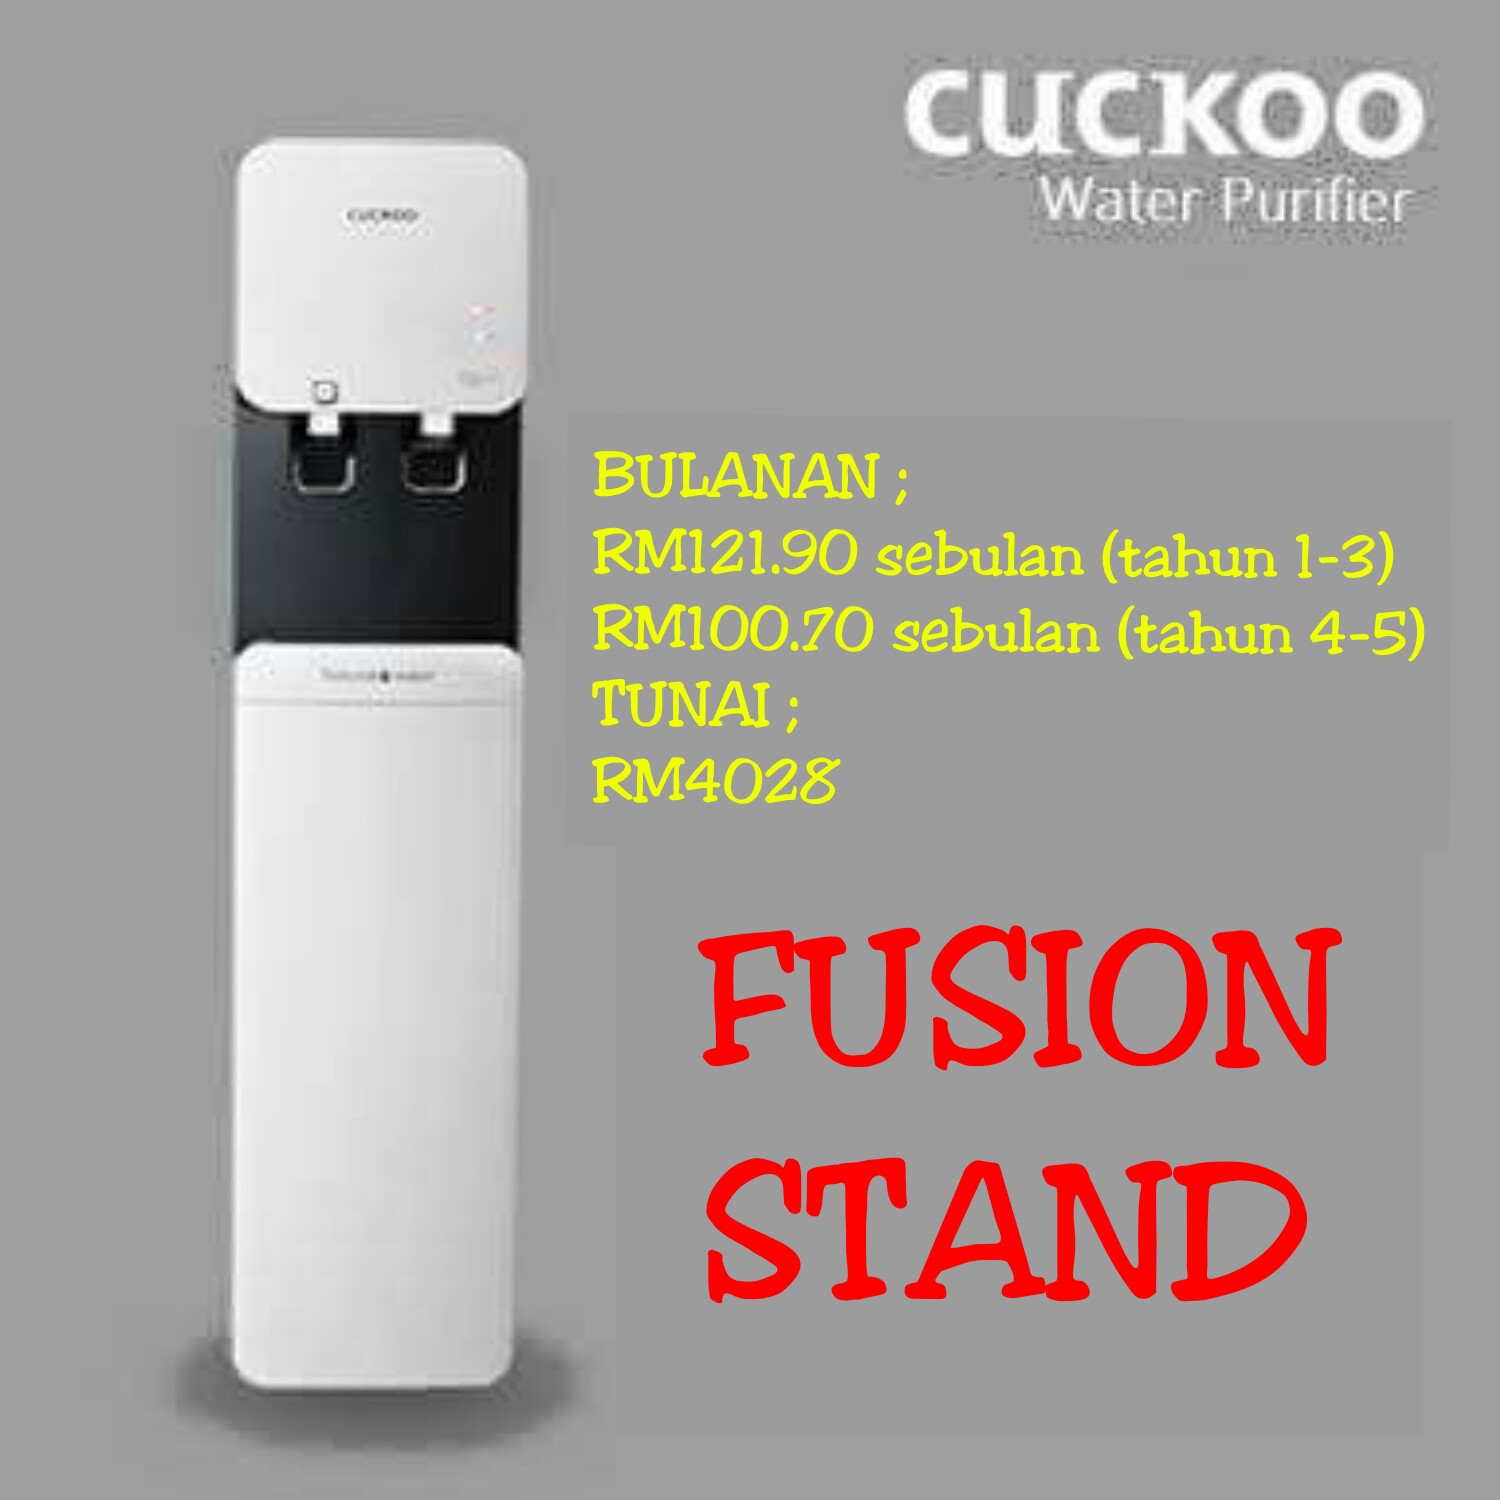 CUCKOO
Water Purifier
CUCKOO
BULANAN ;
RM121.90 sebulan (tahun 1-3)
RM100.70 sebulan (tahun 4-5)
TUNAI ;
RM4028
FUSION
STAND